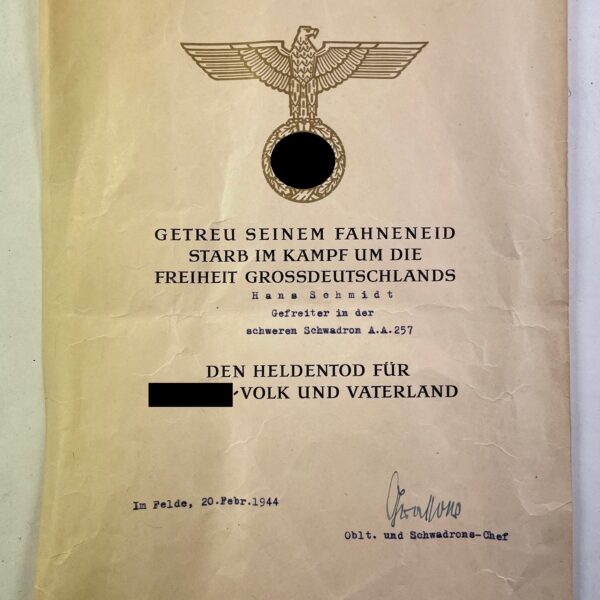 GETREU SEINEM FAHNENEID
STARB IM KAMPF UM DIE
FREIHEIT GROSSDEUTSCHLANDS
Hans Schmidt
Gefreiter in der
schweren Schwadron A.A.257
DEN HELDENTOD FÜR
-VOLK UND VATERLAND
Im Felde, 20.Febr.1944
Oblt. und Schwadrons-Chef